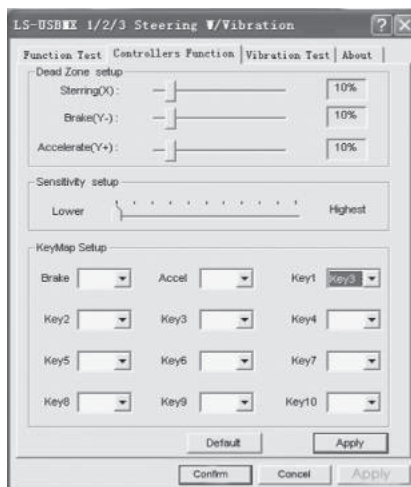 LS-USBMX 1/2/3 Steering W/Vibration
Function Test Controllers Function Vibration Test About
Dead Zone setup
Sterring(X): 10%
Brake(Y-): 10%
Accelerate(Y+): 10%
Sensitivity setup
Lower Highest
KeyMap Setup
Brake Accel Key1 Key3
Key2 Key3 Key4
Key5 Key6 Key7
Key8 Key9 Key10
Default Apply
Confirm Concel Apply